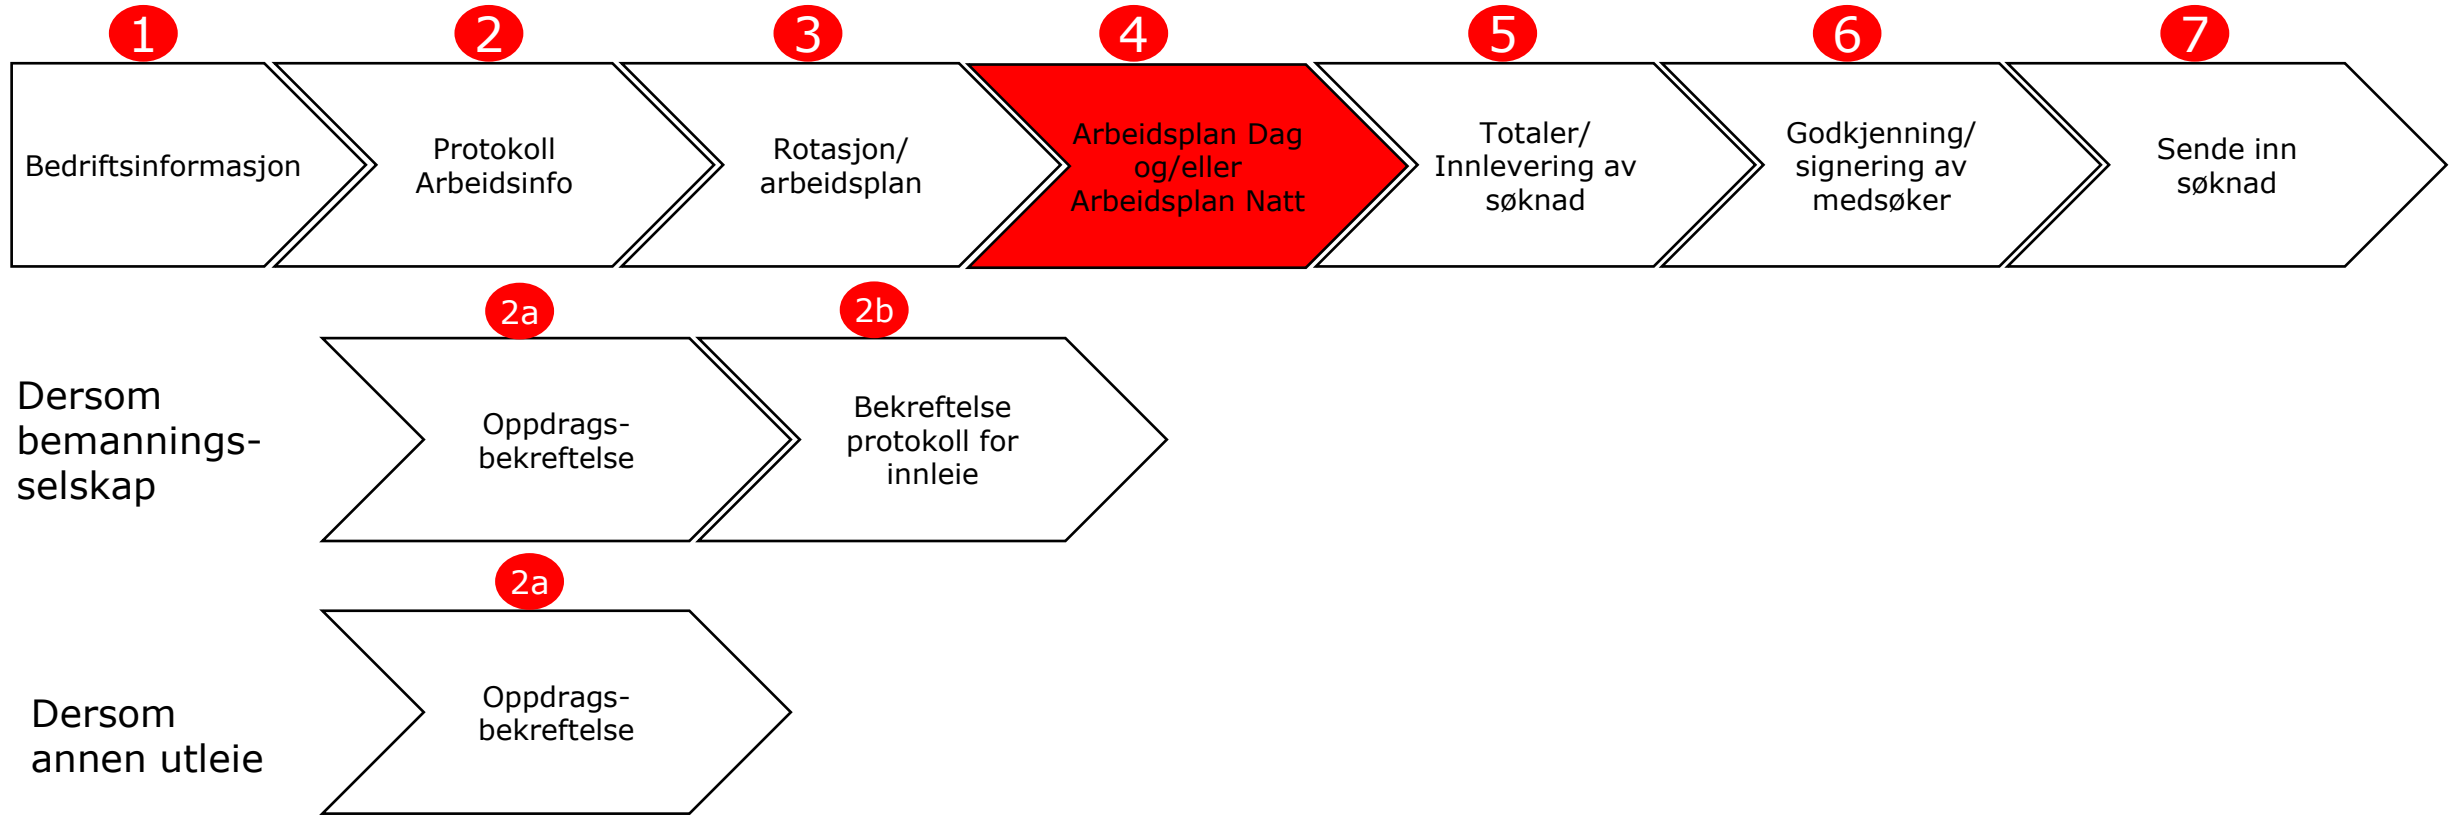 1
2
3
4
5
6
7
Bedriftsinformasjon
Protokoll
Arbeidsinfo
Rotasjon/
arbeidsplan
Arbeidsplan Dag
og/eller
Arbeidsplan Natt
Totaler/
Innlevering av
søknad
Godkjenning/
signering av
medsøker
Sende inn
søknad
Dersom
bemannings-
selskap
2a
Oppdrags-
bekreftelse
2b
Bekreftelse
protokoll for
innleie
Dersom
annen utleie
2a
Oppdrags-
bekreftelse